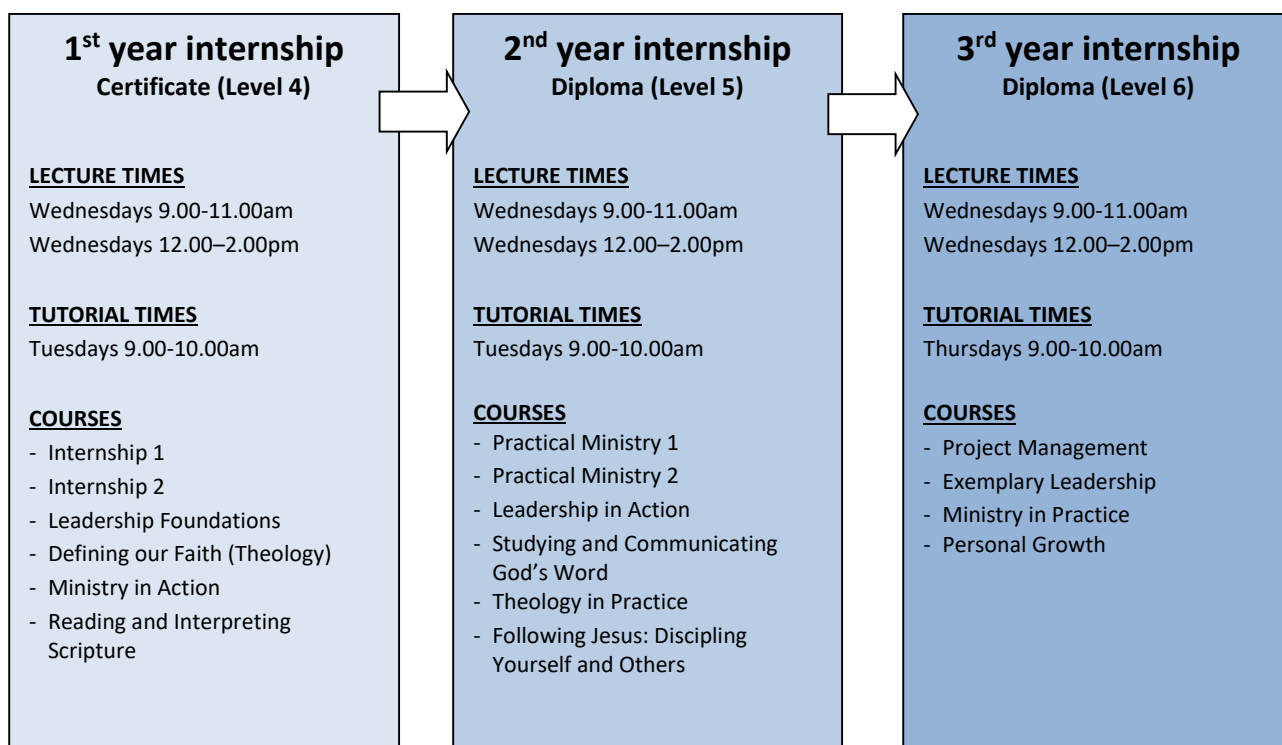 1st year internship
Certificate (Level 4)
LECTURE TIMES
Wednesdays 9.00-11.00am
Wednesdays 12.00–2.00pm
TUTORIAL TIMES
Tuesdays 9.00-10.00am
COURSES
- Internship 1
- Internship 2
- Leadership Foundations
- Defining our Faith (Theology)
- Ministry in Action
- Reading and Interpreting
Scripture
2nd year internship
Diploma (Level 5)
LECTURE TIMES
Wednesdays 9.00-11.00am
Wednesdays 12.00–2.00pm
TUTORIAL TIMES
Tuesdays 9.00-10.00am
COURSES
- Practical Ministry 1
- Practical Ministry 2
- Leadership in Action
- Studying and Communicating
God’s Word
- Theology in Practice
- Following Jesus: Discipling
Yourself and Others
3rd year internship
Diploma (Level 6)
LECTURE TIMES
Wednesdays 9.00-11.00am
Wednesdays 12.00–2.00pm
TUTORIAL TIMES
Thursdays 9.00-10.00am
COURSES
- Project Management
- Exemplary Leadership
- Ministry in Practice
- Personal Growth